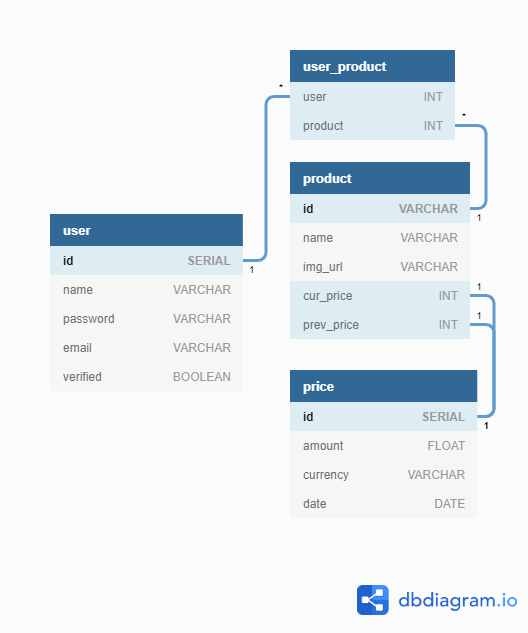 user_product
user INT
product INT
product
id VARCHAR
name VARCHAR
img_url VARCHAR
cur_price INT
prev_price INT
user
id SERIAL
name VARCHAR
password VARCHAR
email VARCHAR
verified BOOLEAN
price
id SERIAL
amount FLOAT
currency VARCHAR
date DATE
*
*
1
1
1
1
1
dbdiagram.io